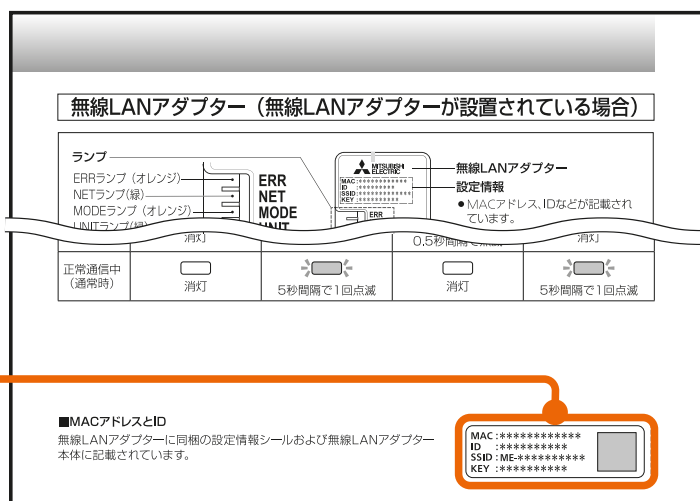 無線LANアダプター（無線LANアダプターが設置されている場合）
ランプ
ERRランプ（オレンジ）
NETランプ(緑)
MODEランプ（オレンジ）
UNITランプ(緑)
ERR
NET
MODE
UNIT
MITSUBISHI
ELECTRIC
MAC:************
ID :**********
SSID:**********
KEY :**********
ERR
無線LANアダプター
設定情報
●MACアドレス、IDなどが記載され
ています。
消灯
0.5秒間隔で点滅
消灯
正常通信中
（通常時）
消灯
5秒間隔で1回点滅
消灯
5秒間隔で1回点滅
■MACアドレスとID
無線LANアダプターに同梱の設定情報シールおよび無線LANアダプター
本体に記載されています。
MAC :************
ID :**********
SSID : ME-**********
KEY :**********